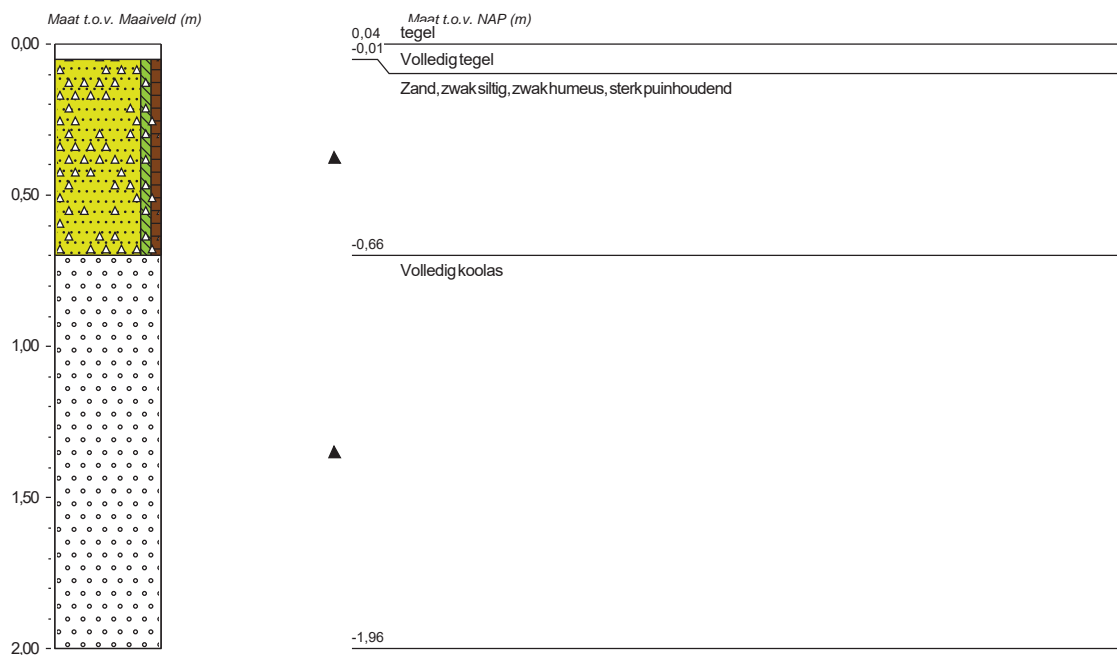 Maat t.o.v. Maaiveld (m)
Maat t.o.v. NAP (m)
0,00
0,04 tegel
-0,01 Volledig tegel
Zand, zwak siltig, zwak humeus, sterk puinhoudend
0,50
-0,66
Volledig koolas
1,00
1,50
-1,96
2,00